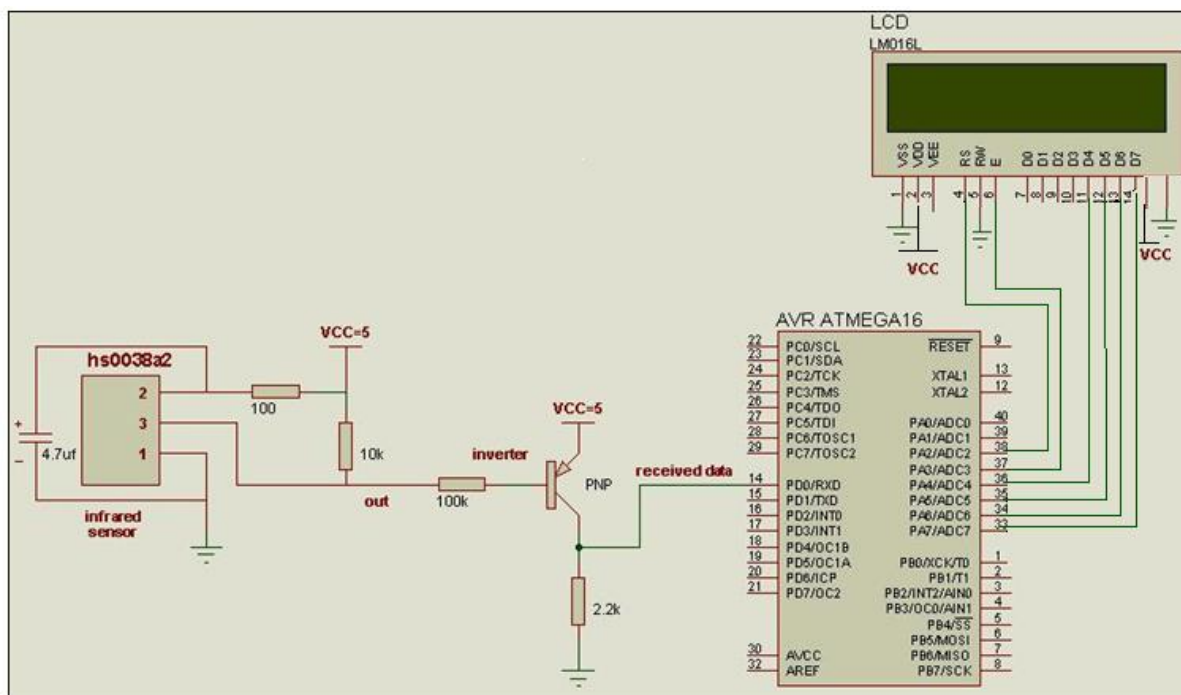 LCD
LM016L
VSS
VDD
VEE
RS
RW
E
D0
D1
D2
D3
D4
D5
D6
D7
1
2
3
4
5
6
7
8
9
10
11
12
13
14
VCC
VCC
hs0038a2
2
3
1
+
–
4.7uf
infrared
sensor
VCC=5
100
10k
out
inverter
100k
VCC=5
PNP
2.2k
received data
AVR ATMEGA16
22 PC0/SCL
23 PC1/SDA
24 PC2/TCK
25 PC3/TMS
26 PC4/TDO
27 PC5/TDI
28 PC6/TOSC1
29 PC7/TOSC2
14 PD0/RXD
15 PD1/TXD
16 PD2/INT0
17 PD3/INT1
18 PD4/OC1B
19 PD5/OC1A
20 PD6/ICP
21 PD7/OC2
30 AVCC
32 AREF
RESET 9
XTAL1 13
XTAL2 12
PA0/ADC0 40
PA1/ADC1 39
PA2/ADC2 38
PA3/ADC3 37
PA4/ADC4 36
PA5/ADC5 35
PA6/ADC6 34
PA7/ADC7 33
PB0/XCK/T0 1
PB1/T1 2
PB2/INT2/AIN0 3
PB3/OC0/AIN1 4
PB4/SS 5
PB5/MOSI 6
PB6/MISO 7
PB7/SCK 8